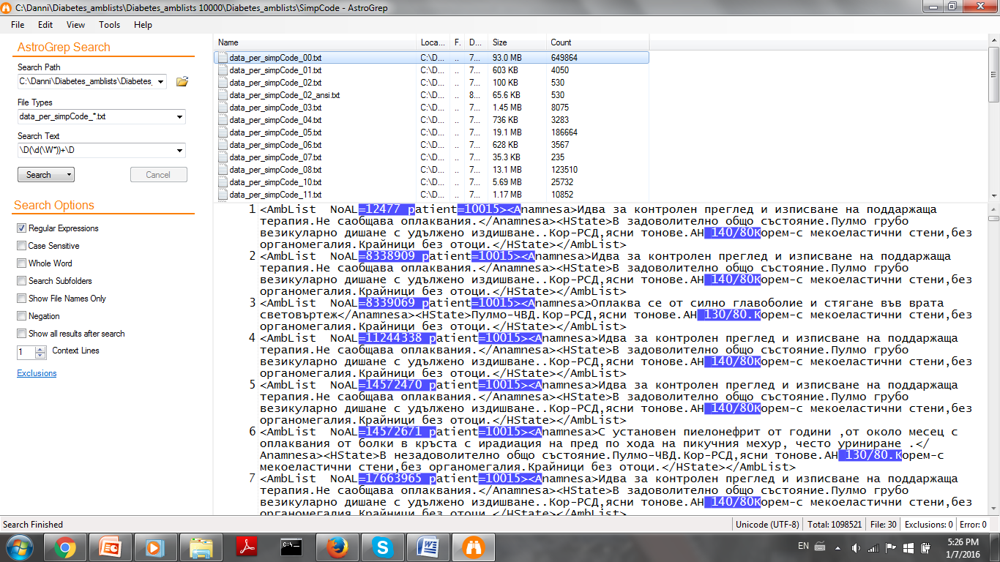 C:\Danni\Diabetes_amblists\Diabetes_amblists 10000\Diabetes_amblists\SimpCode - AstroGrep
File Edit View Tools Help
AstroGrep Search
Search Path
C:\Danni\Diabetes_amblists\Diabetes_
File Types
data_per_simpCode_*.txt
Search Text
\D(\d(\W*))+\D
Search Cancel
Search Options
Regular Expressions
Case Sensitive
Whole Word
Search Subfolders
Show File Names Only
Negation
Show all results after search
1 Context Lines
Exclusions
Name Loca... F. D... Size Count
data_per_simpCode_00.txt C:\D... .. 7... 93.0 MB 649864
data_per_simpCode_01.txt C:\D... .. 7... 603 KB 4050
data_per_simpCode_02.txt C:\D... .. 7... 100 KB 530
data_per_simpCode_02_ansi.txt C:\D... .. 8... 65.6 KB 530
data_per_simpCode_03.txt C:\D... .. 7... 1.45 MB 8075
data_per_simpCode_04.txt C:\D... .. 7... 736 KB 3283
data_per_simpCode_05.txt C:\D... .. 7... 19.1 MB 186664
data_per_simpCode_06.txt C:\D... .. 7... 628 KB 3567
data_per_simpCode_07.txt C:\D... .. 7... 35.3 KB 235
data_per_simpCode_08.txt C:\D... .. 7... 13.1 MB 123510
data_per_simpCode_10.txt C:\D... .. 7... 5.69 MB 25732
data_per_simpCode_11.txt C:\D... .. 7... 1.17 MB 10852
1 <AmbList NoAL=12477 patient=10015><Anamnesa>Идва за контролен преглед и изписване на поддаржаща
терапия.Не саобщава оплаквания.</Anamnesa><HState>В задоволително общо състояние.Пулмо грубо
везикуларно дишане с удължено издишване..Кор-РСД,ясни тонове.АН 140/80Корем-с мекоеластични стени,без
органомегалия.Крайници без отоци.</HState></AmbList>
2 <AmbList NoAL=8338909 patient=10015><Anamnesa>Идва за контролен преглед и изписване на поддаржаща
терапия.Не саобщава оплаквания.</Anamnesa><HState>В задоволително общо състояние.Пулмо грубо
везикуларно дишане с удължено издишване..Кор-РСД,ясни тонове.АН 140/80Корем-с мекоеластични стени,без
органомегалия.Крайници без отоци.</HState></AmbList>
3 <AmbList NoAL=8339069 patient=10015><Anamnesa>Оплаква се от силно главоболие и стягане във врата
световъртеж</Anamnesa><HState>Пулмо-ЧВД.Кор-РСД,ясни тонове.АН 130/80.Корем-с мекоеластични стени,без
органомегалия.Крайници без отоци.</HState></AmbList>
4 <AmbList NoAL=11244338 patient=10015><Anamnesa>Идва за контролен преглед и изписване на поддаржаща
терапия.Не саобщава оплаквания.</Anamnesa><HState>В задоволително общо състояние.Пулмо грубо
везикуларно дишане с удължено издишване..Кор-РСД,ясни тонове.АН 140/80Корем-с мекоеластични стени,без
органомегалия.Крайници без отоци.</HState></AmbList>
5 <AmbList NoAL=14572470 patient=10015><Anamnesa>Идва за контролен преглед и изписване на поддаржаща
терапия.Не саобщава оплаквания.</Anamnesa><HState>В задоволително общо състояние.Пулмо грубо
везикуларно дишане с удължено издишване..Кор-РСД,ясни тонове.АН 140/80Корем-с мекоеластични стени,без
органомегалия.Крайници без отоци.</HState></AmbList>
6 <AmbList NoAL=14572671 patient=10015><Anamnesa>С установен пиелонефрит от години ,от около месец с
оплаквания от болки в кръста с ирадиация на пред по хода на пикучния мехур, често уриниране .</
Anamnesa><HState>В незадоволително общо състояние.Пулмо-ЧВД.Кор-РСД,ясни тонове.АН 130/80.Корем-с
мекоеластични стени,без органомегалия.Крайници без отоци.</HState></AmbList>
7 <AmbList NoAL=17663965 patient=10015><Anamnesa>Идва за контролен преглед и изписване на поддаржаща
терапия.Не саобщава оплаквания.</Anamnesa><HState>В задоволително общо състояние.Пулмо грубо
везикуларно дишане с удължено издишване..Кор-РСД,ясни тонове.АН 140/80Корем-с мекоеластични стени,без
органомегалия.Крайници без отоци.</HState></AmbList>
Search Finished Unicode (UTF-8) Total: 1098521 File: 30 Exclusions: 0 Error: 0
EN 5:26 PM
1/7/2016